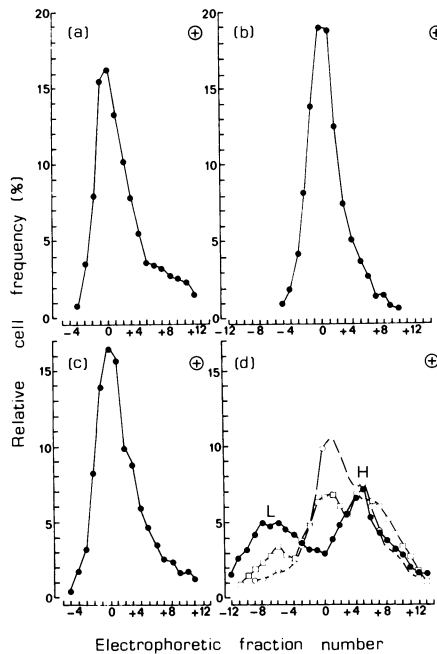 20 (a) ⊕
15
10
5
0
-4 0 +4 +8 +12
20 (b) ⊕
15
10
5
0
-12 -8 -4 0 +4 +8 +12
(c) ⊕
15
10
5
0
-4 0 +4 +8 +12
(d) ⊕
15
10
5
0
L
H
-12 -8 -4 0 +4 +8 +12
Relative cell frequency (%)
Electrophoretic fraction number